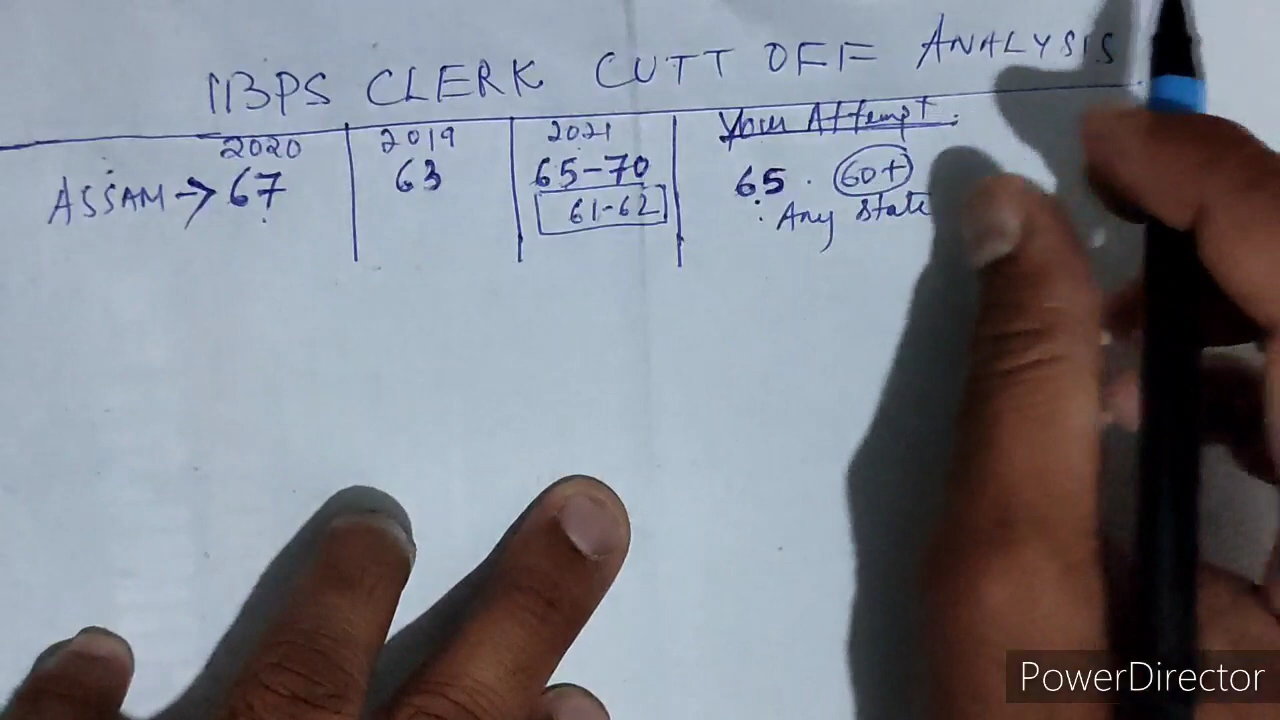 IBPS CLERK CUTT OFF ANALYSIS
2020 2019 2021 Your Attempt.
ASSAM → 67 63 65-70 65 . 60+
61-62 Any State
PowerDirector